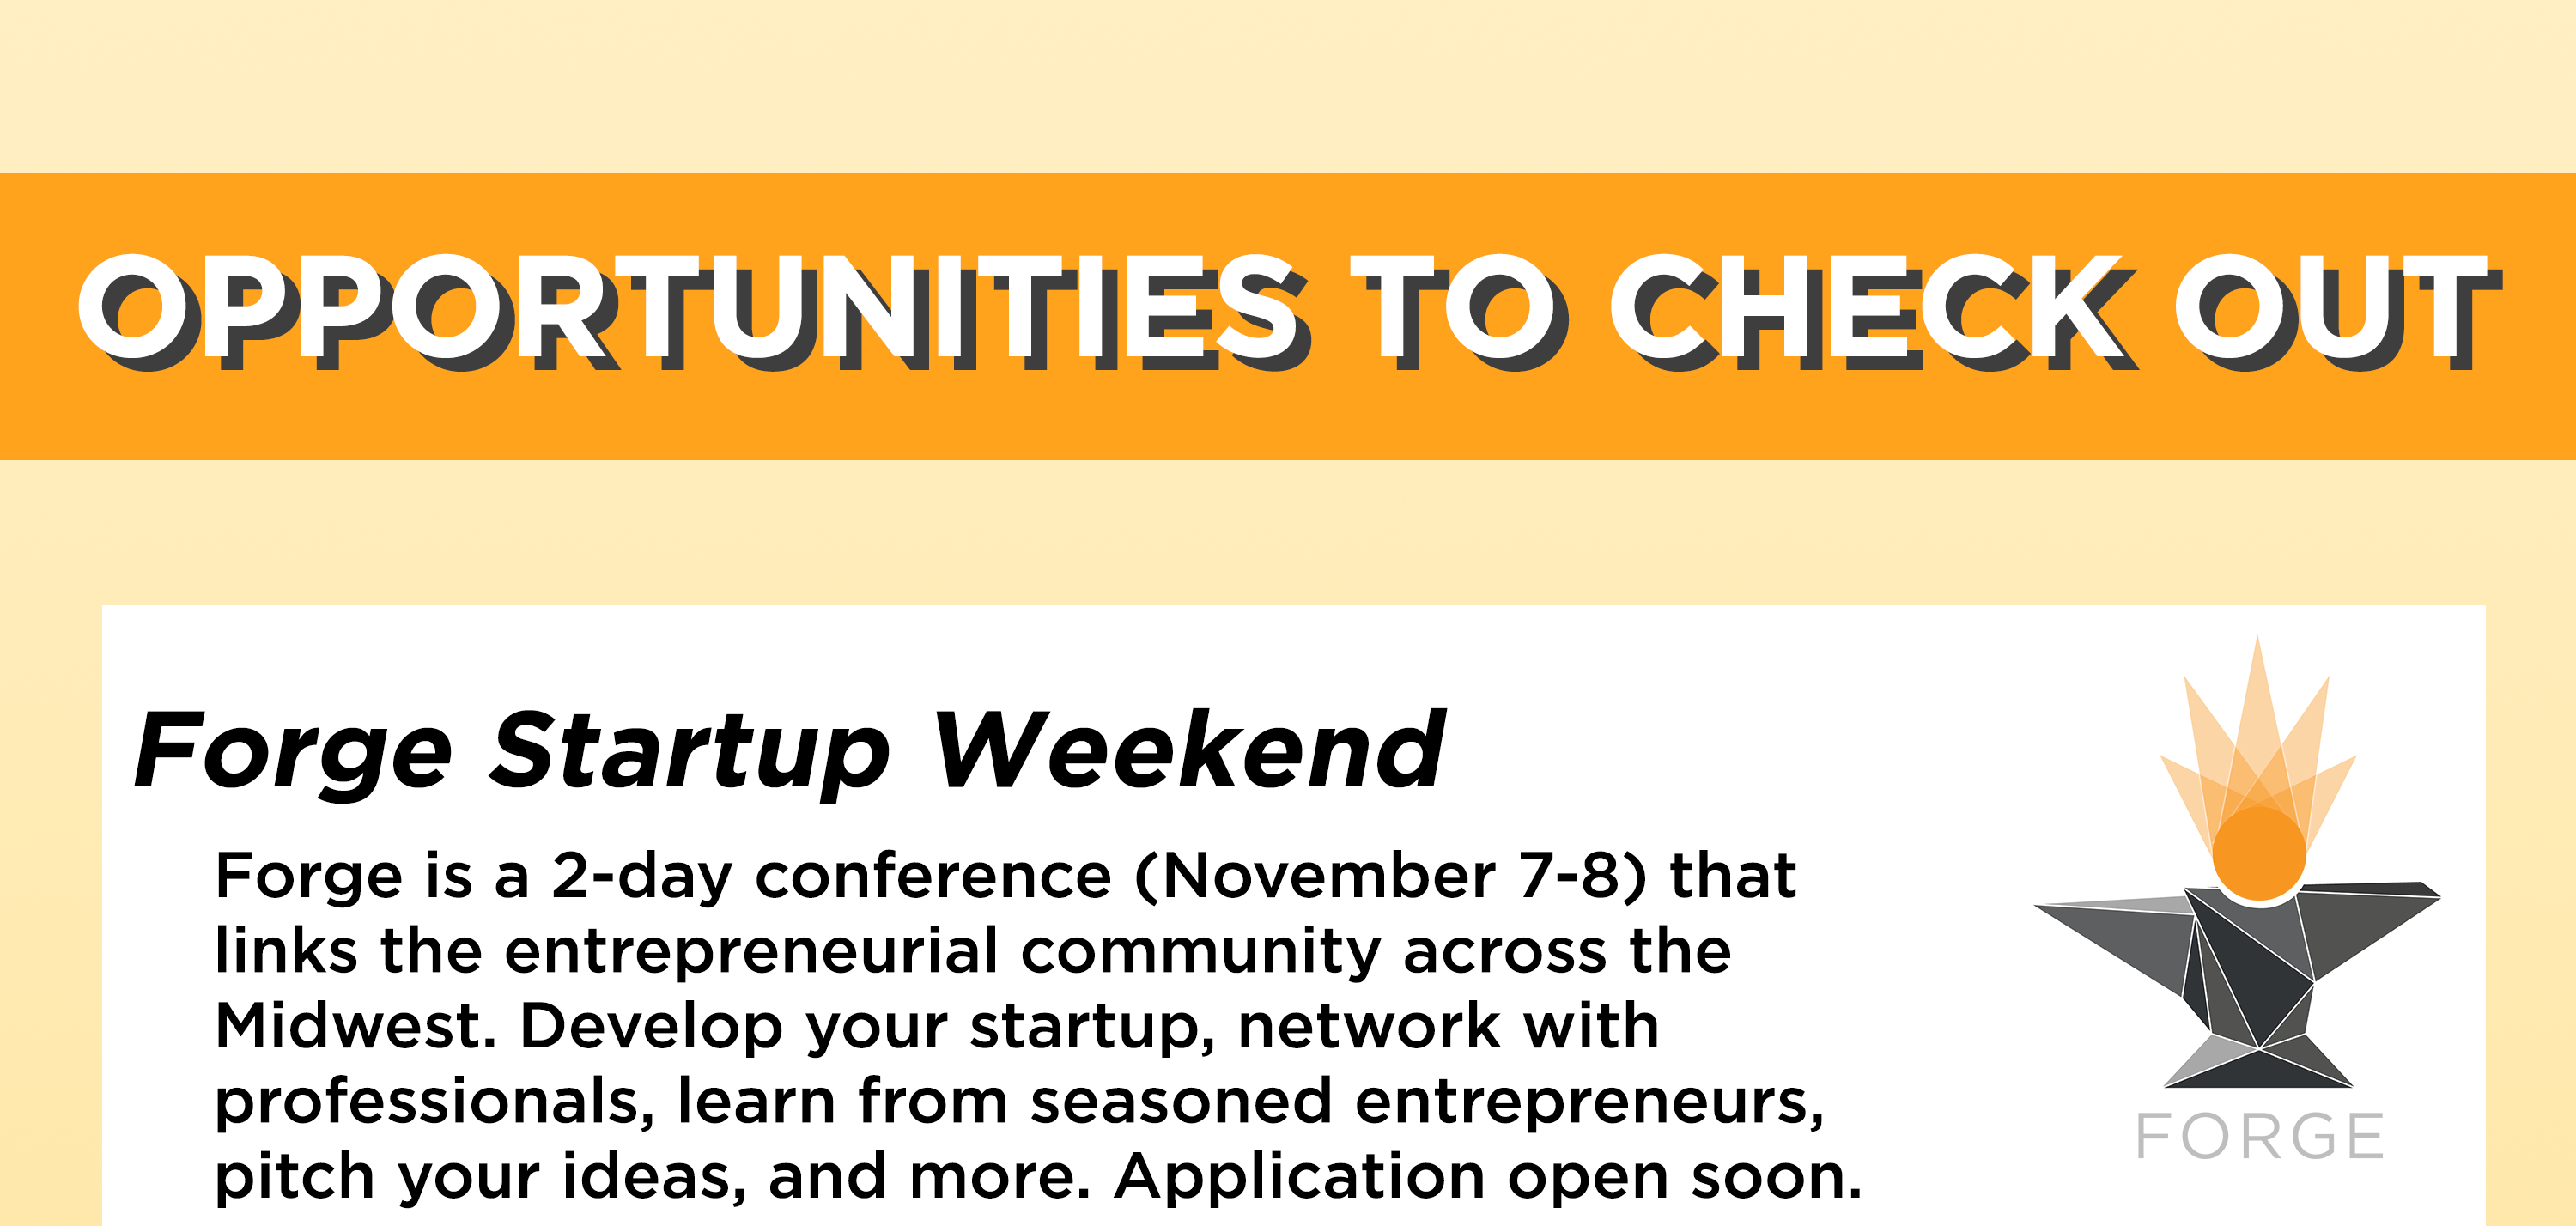 OPPORTUNITIES TO CHECK OUT
Forge Startup Weekend
Forge is a 2-day conference (November 7-8) that
links the entrepreneurial community across the
Midwest. Develop your startup, network with
professionals, learn from seasoned entrepreneurs,
pitch your ideas, and more. Application open soon.
FORGE